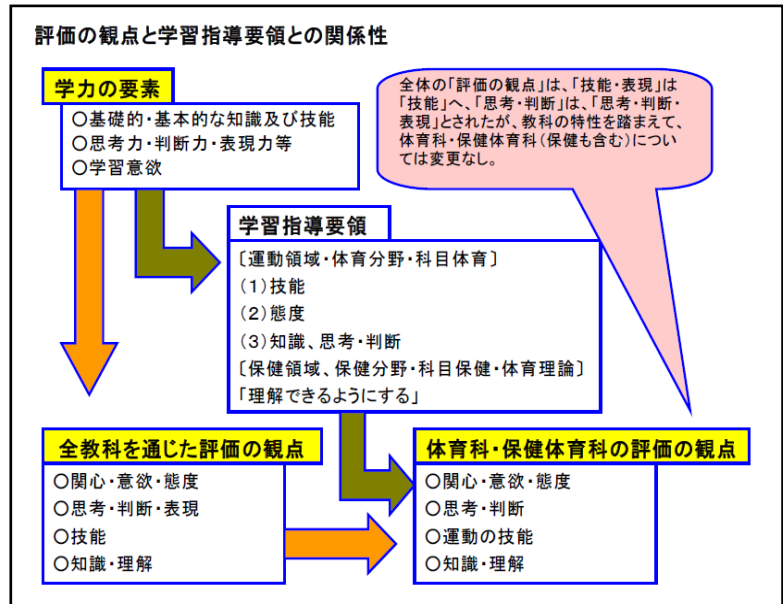 評価の観点と学習指導要領との関係性
学力の要素
○基礎的・基本的な知識及び技能
○思考力・判断力・表現力等
○学習意欲
全体の「評価の観点」は、「技能・表現」は
「技能」へ、「思考・判断」は、「思考・判断・
表現」とされたが、教科の特性を踏まえて、
体育科・保健体育科（保健も含む）につい
ては変更なし。
学習指導要領
〔運動領域・体育分野・科目体育〕
（１）技能
（２）態度
（３）知識、思考・判断
〔保健領域、保健分野・科目保健・体育理論〕
「理解できるようにする」
全教科を通じた評価の観点
○関心・意欲・態度
○思考・判断・表現
○技能
○知識・理解
体育科・保健体育科の評価の観点
○関心・意欲・態度
○思考・判断
○運動の技能
○知識・理解